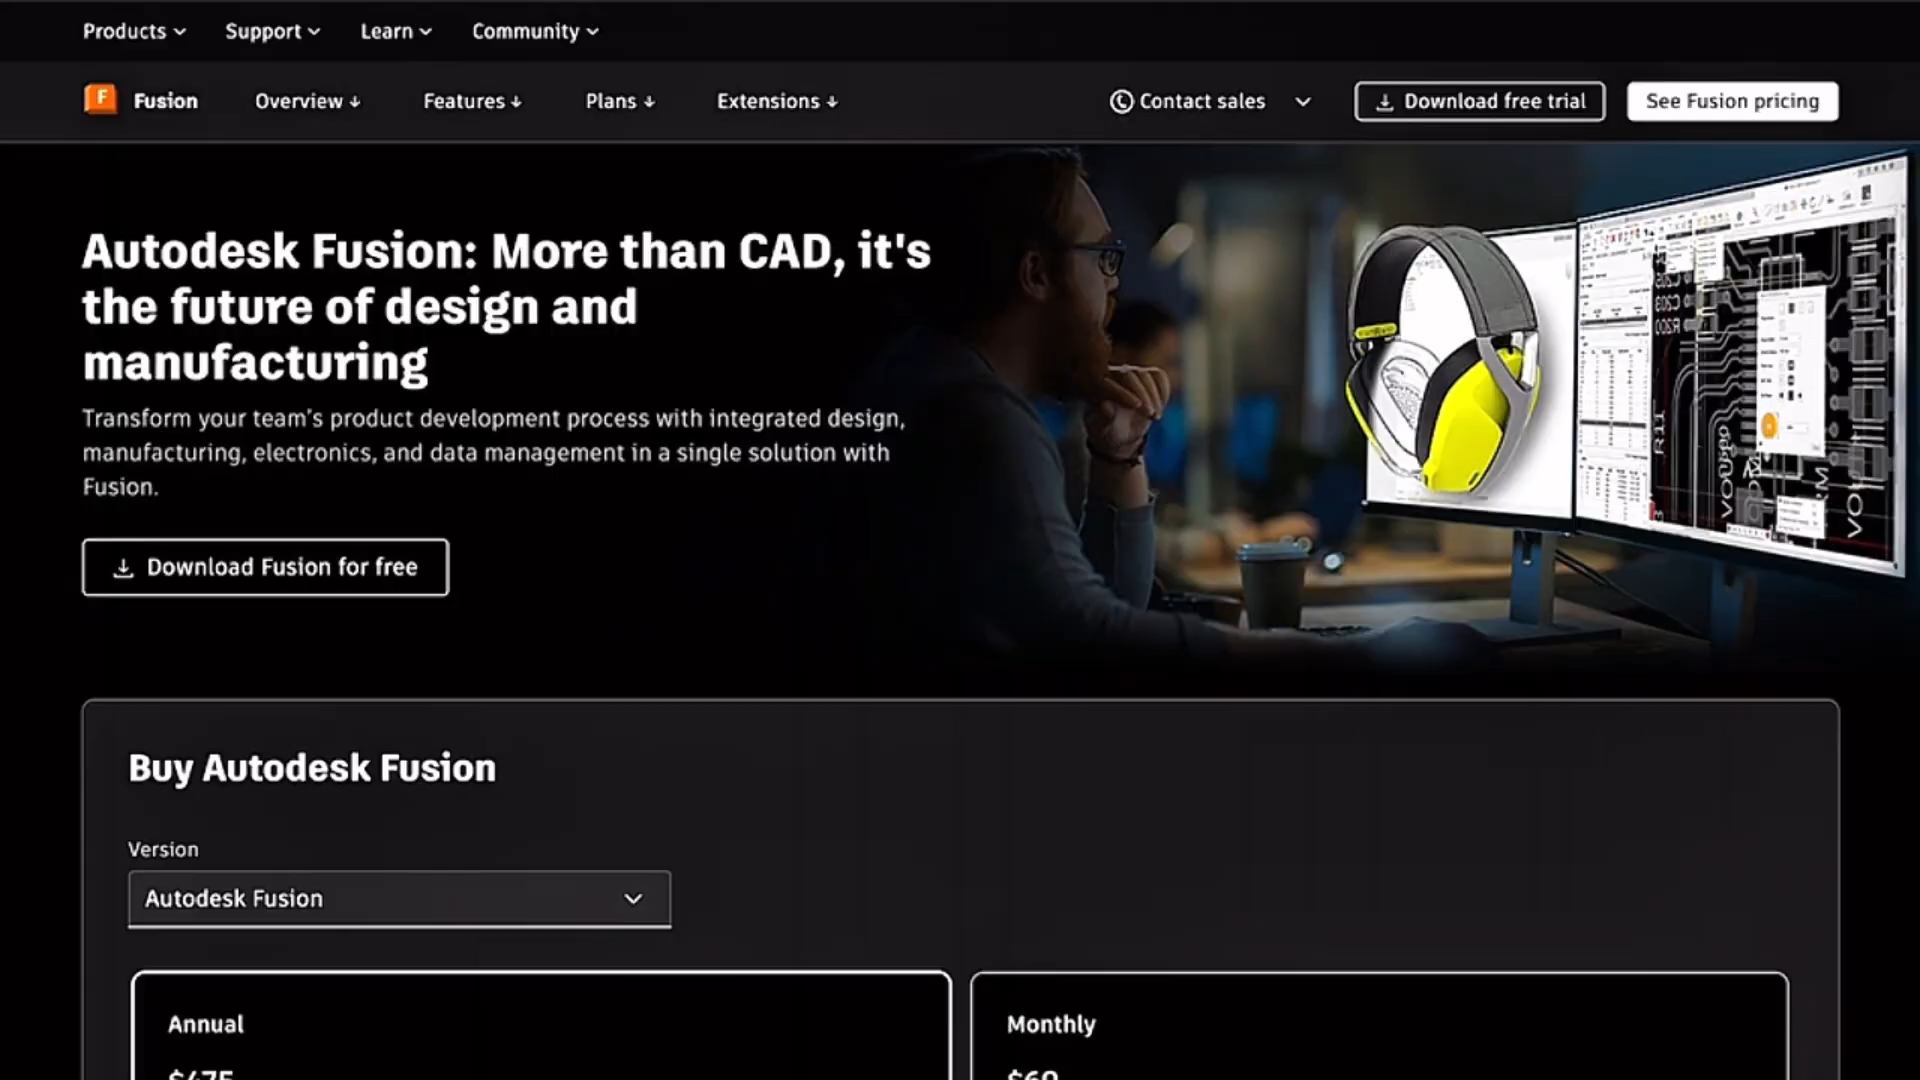 Products
Support
Learn
Community
F
Fusion
Overview
Features
Plans
Extensions
Contact sales
Download free trial
See Fusion pricing
Autodesk Fusion: More than CAD, it's
the future of design and
manufacturing
Transform your team's product development process with integrated design,
manufacturing, electronics, and data management in a single solution with
Fusion.
Download Fusion for free
Buy Autodesk Fusion
Version
Autodesk Fusion
Annual
Monthly